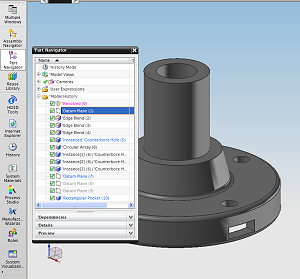 Multiple
Windows
Assembly
Navigator
Part
Navigator
Reuse
Library
HD3D
Tools
Internet
Explorer
History
System
Materials
Process
Studio
Manufact...
Wizards
Roles
System
Visualiza...
Part Navigator
Name
History Mode
Model Views
Cameras
User Expressions
Model History
Revolved (0)
Datum Plane (1)
Edge Blend (2)
Edge Blend (3)
Edge Blend (4)
Instance[0] Counterbore Hole (5)
Circular Array (6)
Instance[1] (6) "Counterbore H...
Instance[2] (6) "Counterbore H...
Instance[3] (6) "Counterbore H...
Datum Plane (7)
Datum Plane (8)
Datum Plane (9)
Rectangular Pocket (10)
Dependencies
Details
Preview